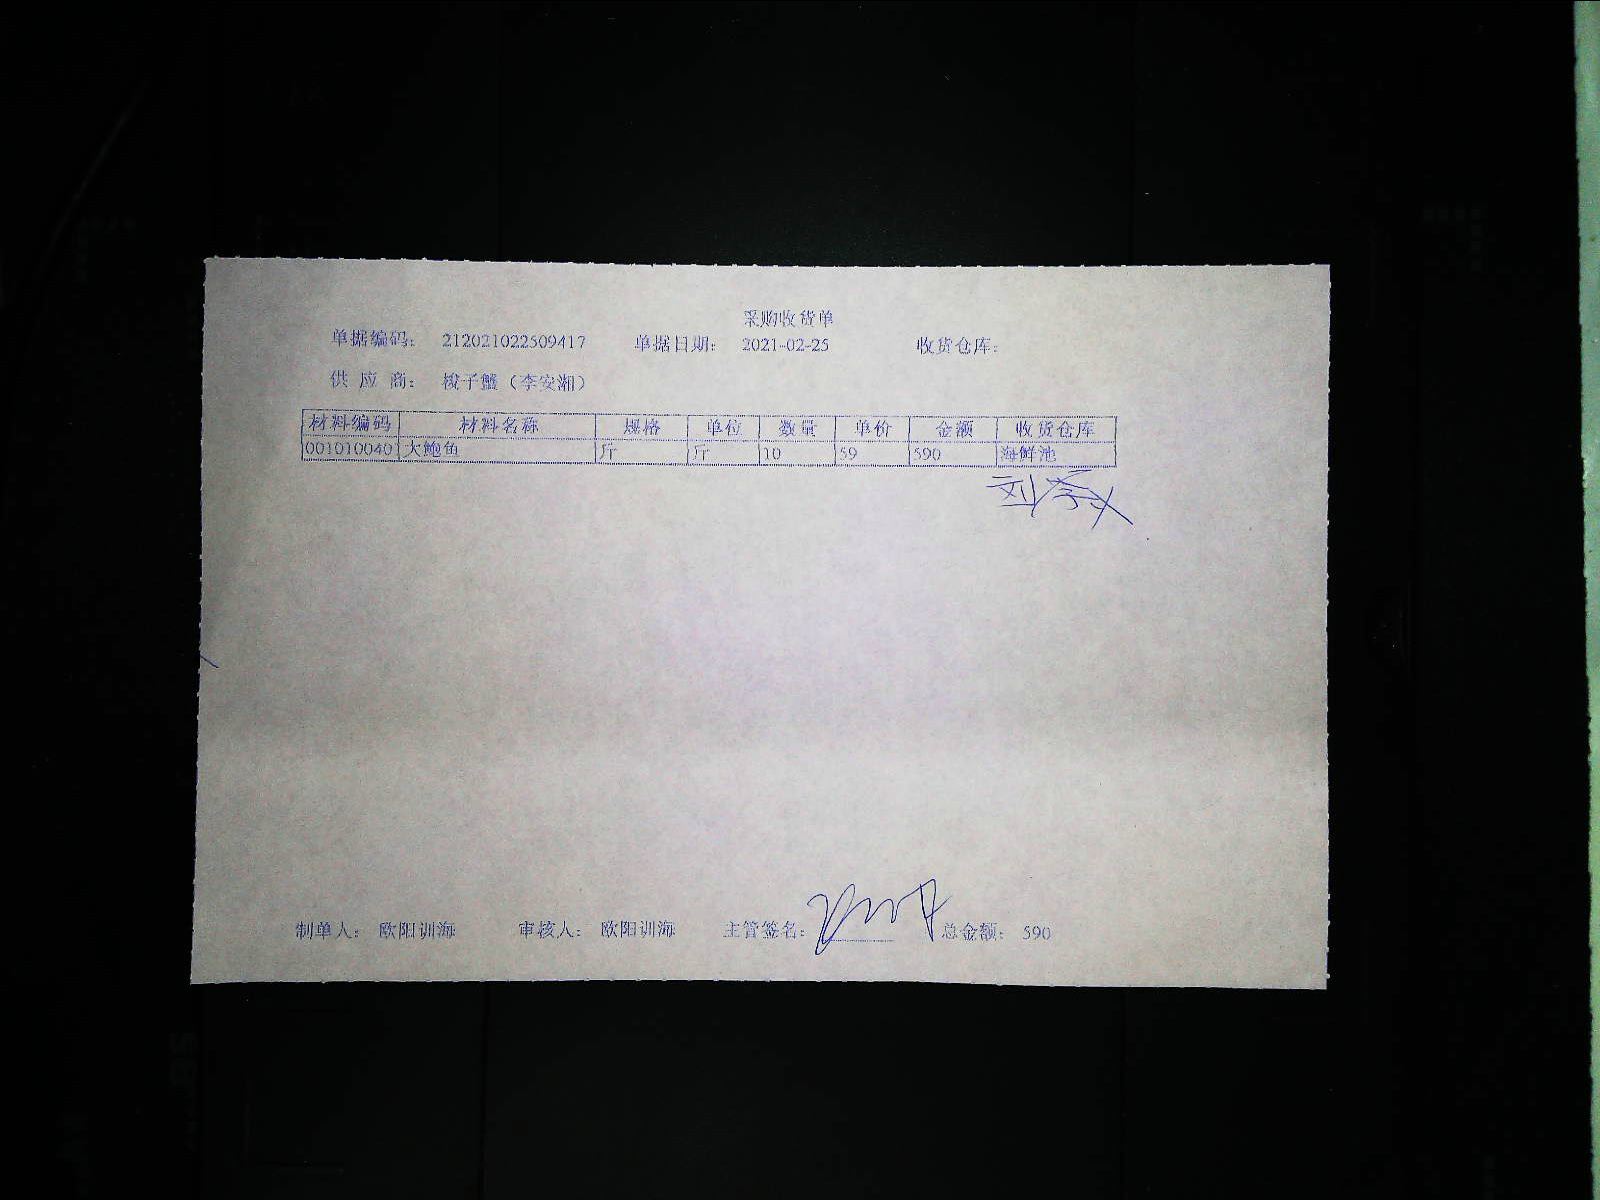 采购收货单
单据编码： 212021022509417 单据日期： 2021-02-25 收货仓库：
供 应 商： 梭子蟹（李安湘）
材料编码 材料名称 规格 单位 数量 单价 金额 收货仓库
001010040 大鲍鱼 斤 斤 10 59 590 海鲜池
制单人： 欧阳训海 审核人： 欧阳训海 主管签名： 总金额： 590